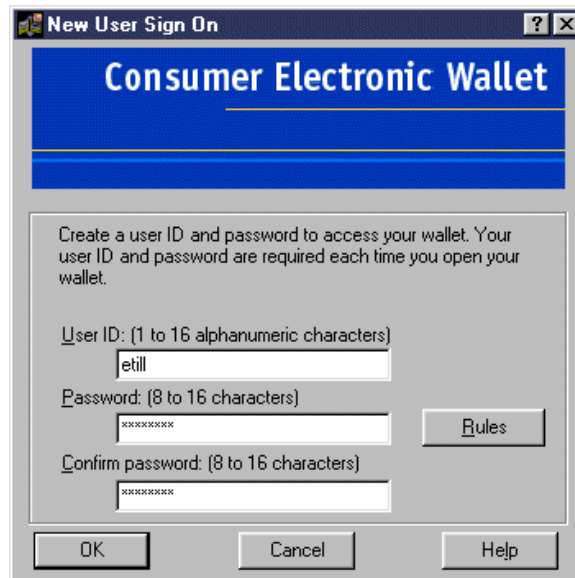 New User Sign On
Consumer Electronic Wallet
Create a user ID and password to access your wallet. Your
user ID and password are required each time you open your
wallet.
User ID: (1 to 16 alphanumeric characters)
etill
Password: (8 to 16 characters)
********
Rules
Confirm password: (8 to 16 characters)
********
OK
Cancel
Help